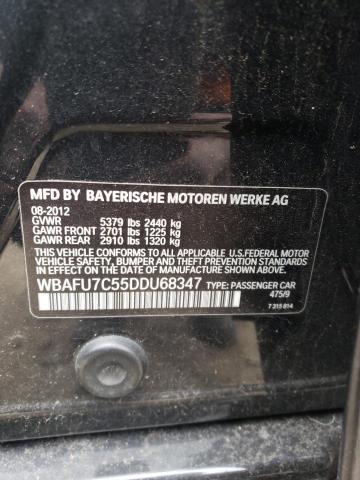 MFD BY BAYERISCHE MOTOREN WERKE AG
08-2012
GVWR 5379 lbs 2440 kg
GAWR FRONT 2701 lbs 1225 kg
GAWR REAR 2910 lbs 1320 kg
THIS VEHICLE CONFORMS TO ALL APPLICABLE U.S.FEDERAL MOTOR
VEHICLE SAFETY, BUMPER AND THEFT PREVENTION STANDARDS
IN EFFECT ON THE DATE OF MANUFACTURE SHOWN ABOVE.
WBAFU7C55DDU68347 TYPE: PASSENGER CAR
475/9
7 315 814